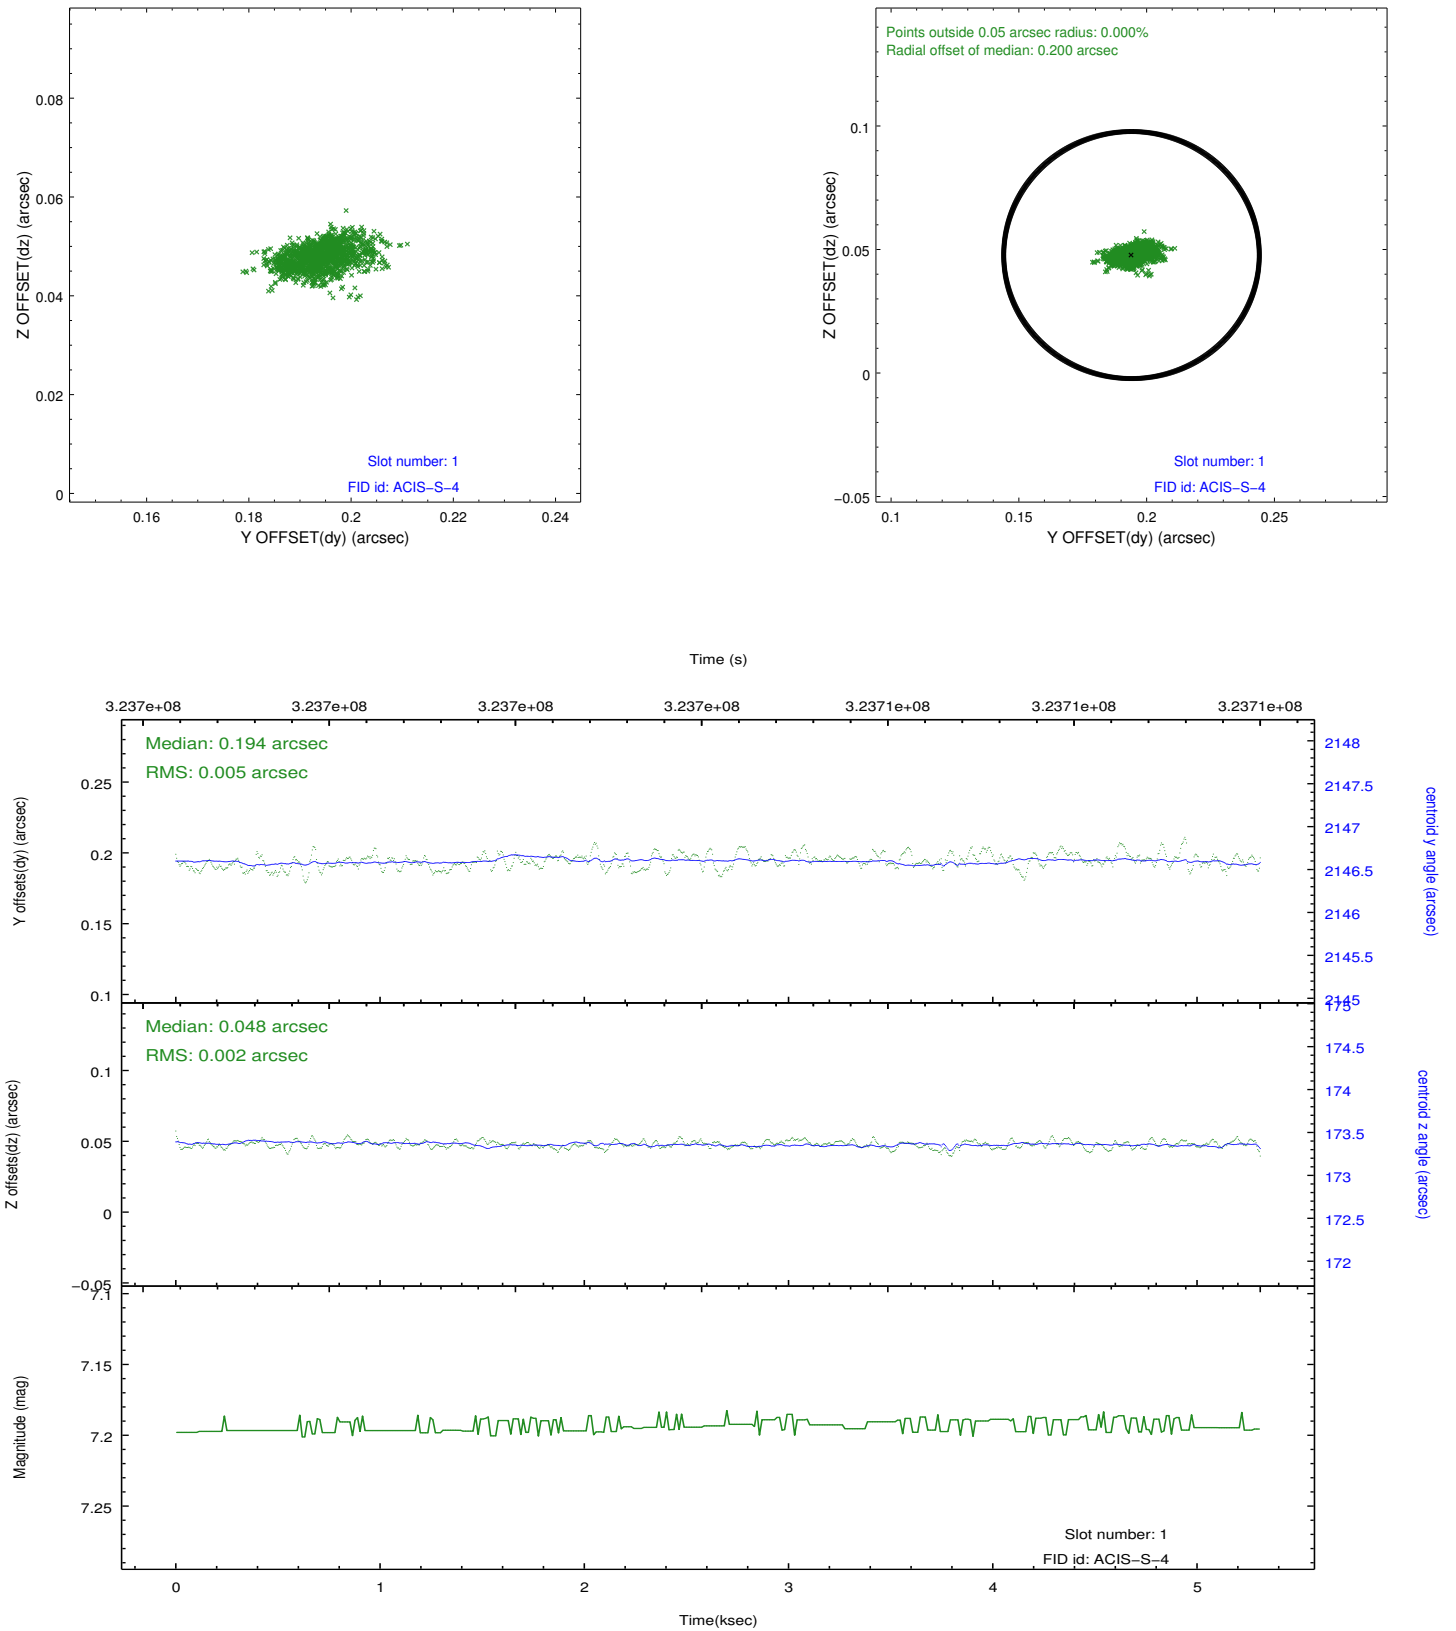 0.08
0.06
0.04
0.02
0
Z OFFSET(dz) (arcsec)
Slot number: 1
FID id: ACIS−S−4
0.16 0.18 0.2 0.22 0.24
Y OFFSET(dy) (arcsec)
Points outside 0.05 arcsec radius: 0.000%
Radial offset of median: 0.200 arcsec
0.1
0.05
0
−0.05
Z OFFSET(dz) (arcsec)
Slot number: 1
FID id: ACIS−S−4
0.1 0.15 0.2 0.25
Y OFFSET(dy) (arcsec)
Time (s)
3.237e+08 3.237e+08 3.237e+08 3.237e+08 3.2371e+08 3.2371e+08 3.2371e+08
Median: 0.194 arcsec
RMS: 0.005 arcsec
0.25
0.2
0.15
0.1
Y offsets(dy) (arcsec)
2148
2147.5
2147
2146.5
2146
2145.5
2145
centroid y angle (arcsec)
Median: 0.048 arcsec
RMS: 0.002 arcsec
0.1
0.05
0
−0.05
Z offsets(dz) (arcsec)
175
174.5
174
173.5
173
172.5
172
centroid z angle (arcsec)
7.1
7.15
7.2
7.25
Magnitude (mag)
Slot number: 1
FID id: ACIS−S−4
0 1 2 3 4 5
Time(ksec)